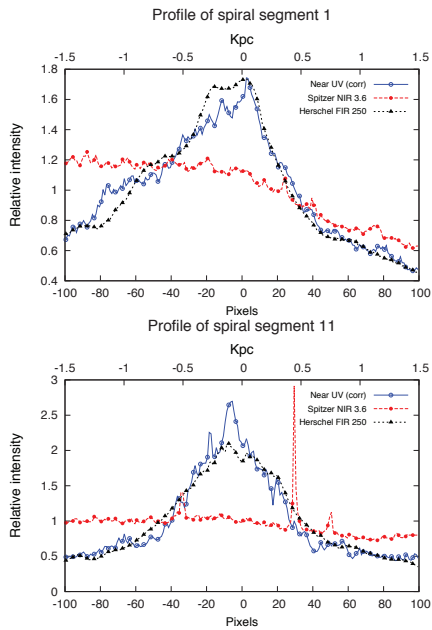 Profile of spiral segment 1
Kpc
-1.5 -1 -0.5 0 0.5 1 1.5
1.8
1.6
1.4
1.2
1
0.8
0.6
0.4
Relative intensity
Near UV (corr)
Spitzer NIR 3.6
Herschel FIR 250
-100 -80 -60 -40 -20 0 20 40 60 80 100
Pixels
Profile of spiral segment 11
Kpc
-1.5 -1 -0.5 0 0.5 1 1.5
3
2.5
2
1.5
1
0.5
0
Relative intensity
Near UV (corr)
Spitzer NIR 3.6
Herschel FIR 250
-100 -80 -60 -40 -20 0 20 40 60 80 100
Pixels